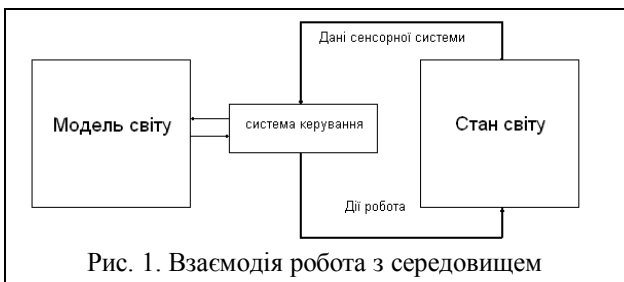 Дані сенсорної системи
Модель світу
система керування
Стан світу
Дії робота
Рис. 1. Взаємодія робота з середовищем